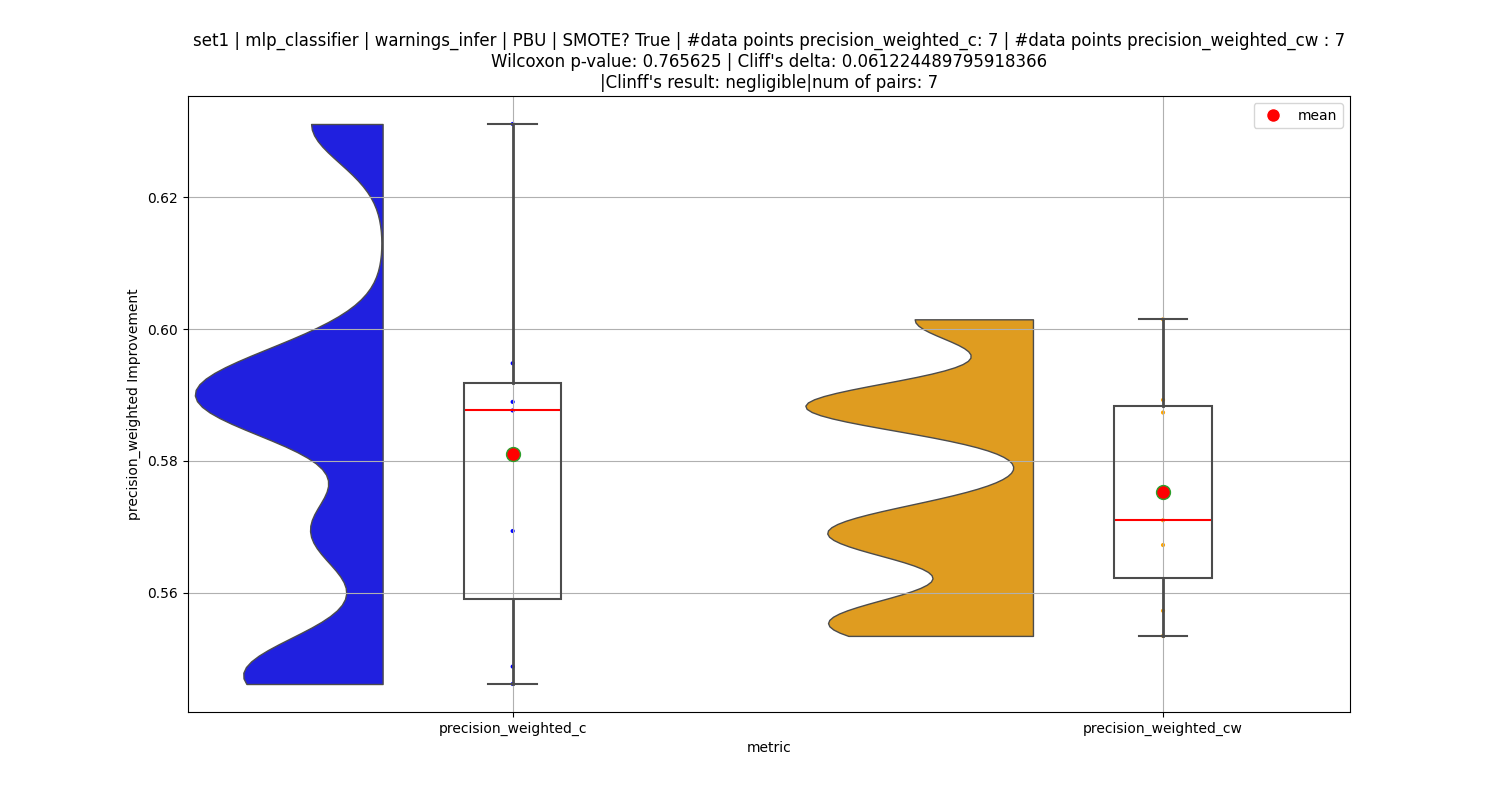 set1 | mlp_classifier | warnings_infer | PBU | SMOTE? True | #data points precision_weighted_c: 7 | #data points precision_weighted_cw : 7
Wilcoxon p-value: 0.765625 | Cliff's delta: 0.061224489795918366
|Clinff's result: negligible|num of pairs: 7
mean
0.62
0.60
0.58
0.56
precision_weighted Improvement
precision_weighted_c
precision_weighted_cw
metric